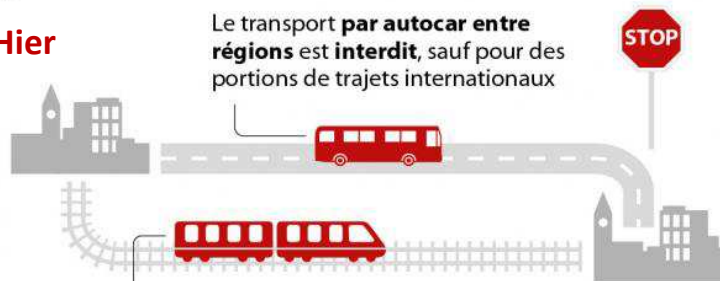 Hier
Le transport par autocar entre
régions est interdit, sauf pour des
portions de trajets internationaux
STOP